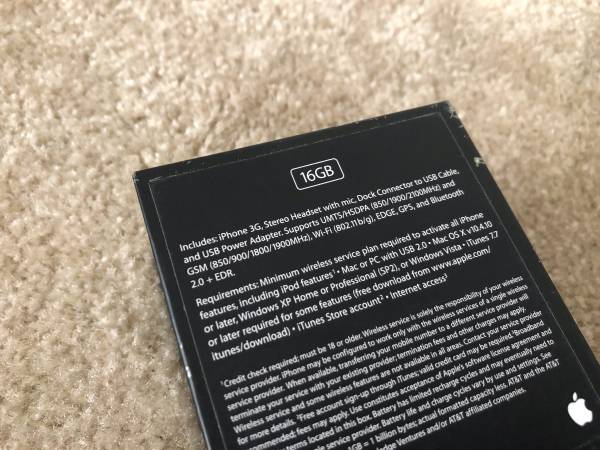 16GB
Includes: iPhone 3G, Stereo Headset with mic, Dock Connector to USB Cable,
and USB Power Adapter. Supports UMTS/HSDPA (850/1900/2100MHz) and
GSM (850/900/1800/1900MHz), Wi-Fi (802.11b/g), EDGE, GPS, and Bluetooth
2.0 + EDR.
Requirements: Minimum wireless service plan required to activate all iPhone
features, including iPod features¹ • Mac or PC with USB 2.0 • Mac OS X v10.4.10
or later, Windows XP Home or Professional (SP2), or Windows Vista • iTunes 7.7
or later required for some features (free download from www.apple.com/
itunes/download) • iTunes Store account² • Internet access³
¹Credit check required; must be 18 or older. Wireless service is solely the responsibility of your wireless
service provider. iPhone may be configured to work only with the wireless services of a single wireless
service provider. When available, transferring your mobile number to a different service provider will
terminate your service with your existing provider; termination fees and other charges may apply.
Wireless service and some wireless features are not available in all areas. Contact your service provider
for more details. ²Free account sign-up through iTunes; valid credit card may be required. ³Broadband
recommended; fees may apply. Use constitutes acceptance of Apple's software license agreement and
terms located in this box. Battery has limited recharge cycles and may eventually need to
service provider. Battery life and charge cycles vary by use and settings. See
1GB = 1 billion bytes; actual formatted capacity less. AT&T and the AT&T
Ventures and/or AT&T affiliated companies.